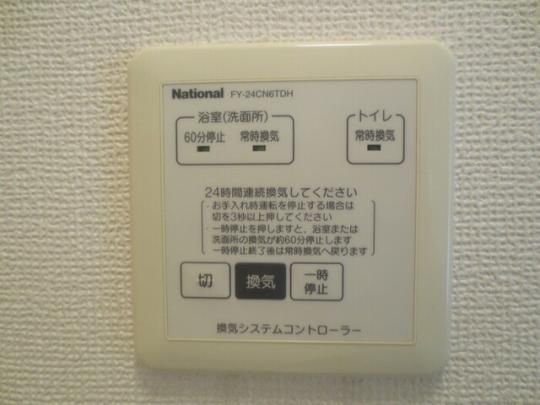 National FY-24CN6TDH
浴室(洗面所)
60分停止 常時換気
トイレ
常時換気
24時間連続換気してください
・お手入れ時運転を停止する場合は
切を3秒以上押してください
・一時停止を押しますと、浴室または
洗面所の換気が約60分停止します
一時停止終了後は常時換気へ戻ります
切
換気
一時
停止
換気システムコントローラー